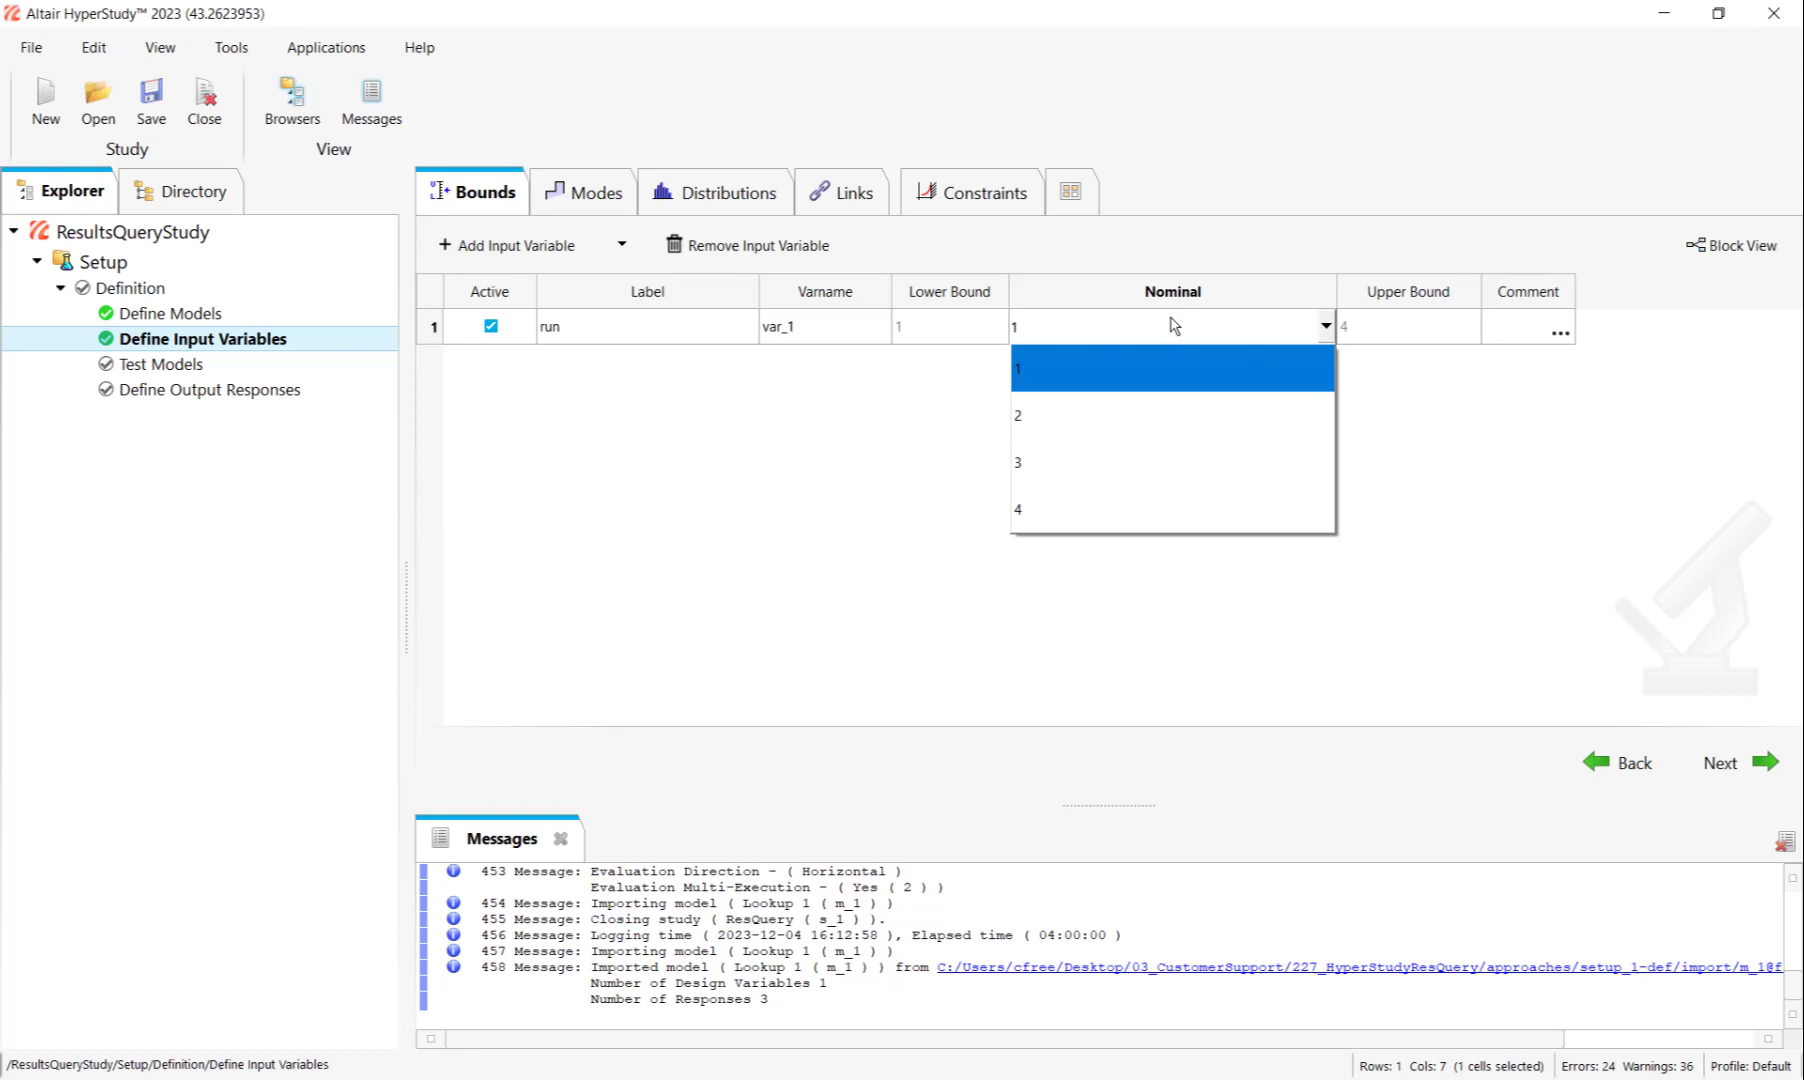 Altair HyperStudy™ 2023 (43.2623953)
File Edit View Tools Applications Help
New Open Save Close Browsers Messages
Study View
Explorer Directory
Bounds Modes Distributions Links Constraints
ResultsQueryStudy
Setup
Definition
Define Models
Define Input Variables
Test Models
Define Output Responses
Add Input Variable Remove Input Variable Block View
Active Label Varname Lower Bound Nominal Upper Bound Comment
1 run var_1 1 1 4 ...
1
2
3
4
Back Next
Messages
453 Message: Evaluation Direction - ( Horizontal )
Evaluation Multi-Execution - ( Yes ( 2 ) )
454 Message: Importing model ( Lookup 1 ( m_1 ) )
455 Message: Closing study ( ResQuery ( s_1 ) ).
456 Message: Logging time ( 2023-12-04 16:12:58 ), Elapsed time ( 04:00:00 )
457 Message: Importing model ( Lookup 1 ( m_1 ) )
458 Message: Imported model ( Lookup 1 ( m_1 ) ) from C:/Users/cfree/Desktop/03_CustomerSupport/227_HyperStudyResQuery/approaches/setup_1-def/import/m_1@f
Number of Design Variables 1
Number of Responses 3
/ResultsQueryStudy/Setup/Definition/Define Input Variables
Rows: 1 Cols: 7 (1 cells selected) Errors: 24 Warnings: 36 Profile: Default